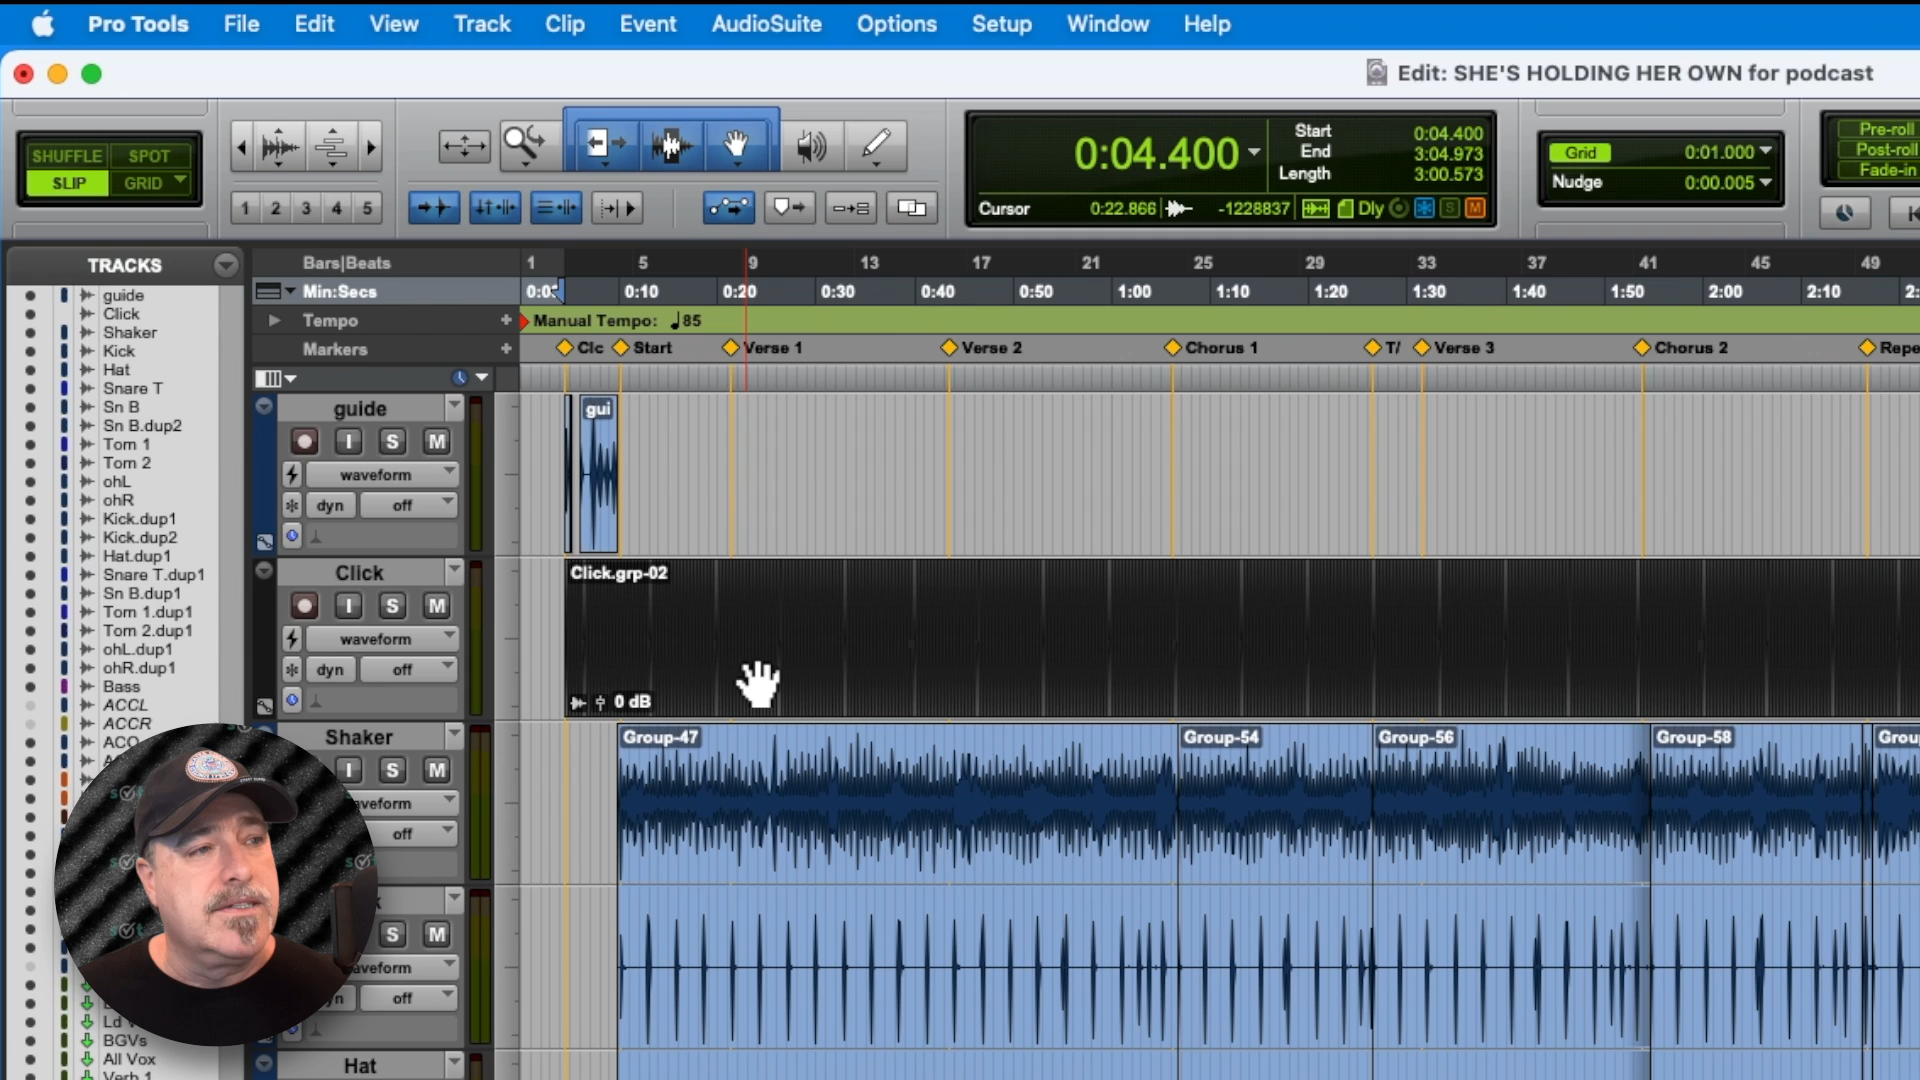 Pro Tools File Edit View Track Clip Event AudioSuite Options Setup Window Help
Edit: SHE'S HOLDING HER OWN for podcast
SHUFFLE SPOT
SLIP GRID
1 2 3 4 5
0:04.400
Start 0:04.400
End 3:04.973
Length 3:00.573
Cursor 0:22.866 -1228837 Dly S M
Grid 0:01.000
Nudge 0:00.005
Pre-roll
Post-roll
Fade-in
TRACKS
guide
Click
Shaker
Kick
Hat
Snare T
Sn B
Sn B.dup2
Tom 1
Tom 2
ohL
ohR
Kick.dup1
Kick.dup2
Hat.dup1
Snare T.dup1
Sn B.dup1
Tom 1.dup1
Tom 2.dup1
ohL.dup1
ohR.dup1
Bass
ACCL
ACCR
BGVs
All Vox
Verb 1
Bars|Beats 1 5 9 13 17 21 25 29 33 37 41 45 49
Min:Secs 0:10 0:20 0:30 0:40 0:50 1:00 1:10 1:20 1:30 1:40 1:50 2:00 2:10
Tempo + Manual Tempo: ♩85
Markers + Clc Start Verse 1 Verse 2 Chorus 1 T/ Verse 3 Chorus 2 Repe
guide
I S M
waveform
dyn off
gui
Click
I S M
waveform
dyn off
Click.grp-02
0 dB
Shaker
I S M
aveform
off
Group-47 Group-54 Group-56 Group-58 Grou
S M
aveform
off
Hat